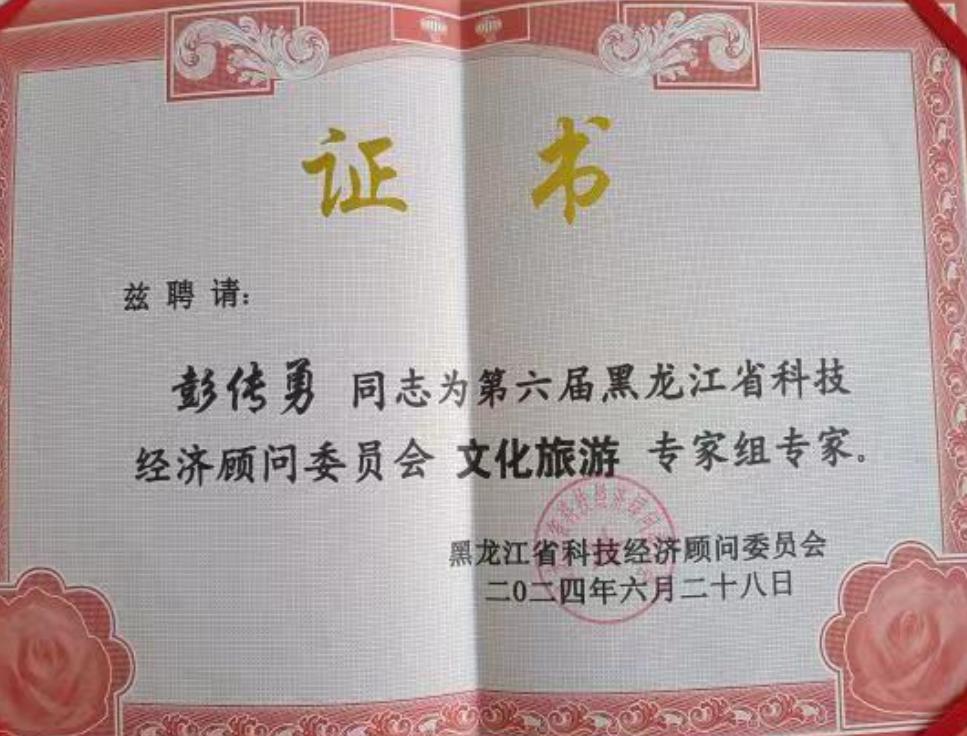 证 书
兹 聘 请：
彭传勇 同志为第六届黑龙江省科技
经济顾问委员会 文化旅游 专家组专家。
黑龙江省科技经济顾问委员会
二〇二四年六月二十八日